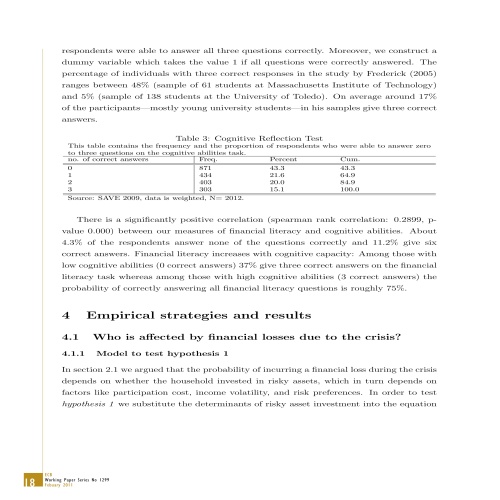 respondents were able to answer all three questions correctly. Moreover, we construct a
dummy variable which takes the value 1 if all questions were correctly answered. The
percentage of individuals with three correct responses in the study by Frederick (2005)
ranges between 48% (sample of 61 students at Massachusetts Institute of Technology)
and 5% (sample of 138 students at the University of Toledo). On average around 17%
of the participants—mostly young university students—in his samples give three correct
answers.
Table 3: Cognitive Reflection Test
This table contains the frequency and the proportion of respondents who were able to answer zero
to three questions on the cognitive abilities task.
no. of correct answers Freq. Percent Cum.
0 871 43.3 43.3
1 434 21.6 64.9
2 403 20.0 84.9
3 303 15.1 100.0
Source: SAVE 2009, data is weighted, N= 2012.
There is a significantly positive correlation (spearman rank correlation: 0.2899, p-
value 0.000) between our measures of financial literacy and cognitive abilities. About
4.3% of the respondents answer none of the questions correctly and 11.2% give six
correct answers. Financial literacy increases with cognitive capacity: Among those with
low cognitive abilities (0 correct answers) 37% give three correct answers on the financial
literacy task whereas among those with high cognitive abilities (3 correct answers) the
probability of correctly answering all financial literacy questions is roughly 75%.
4 Empirical strategies and results
4.1 Who is affected by financial losses due to the crisis?
4.1.1 Model to test hypothesis 1
In section 2.1 we argued that the probability of incurring a financial loss during the crisis
depends on whether the household invested in risky assets, which in turn depends on
factors like participation cost, income volatility, and risk preferences. In order to test
hypothesis 1 we substitute the determinants of risky asset investment into the equation
18
ECB
Working Paper Series No 1299
February 2011